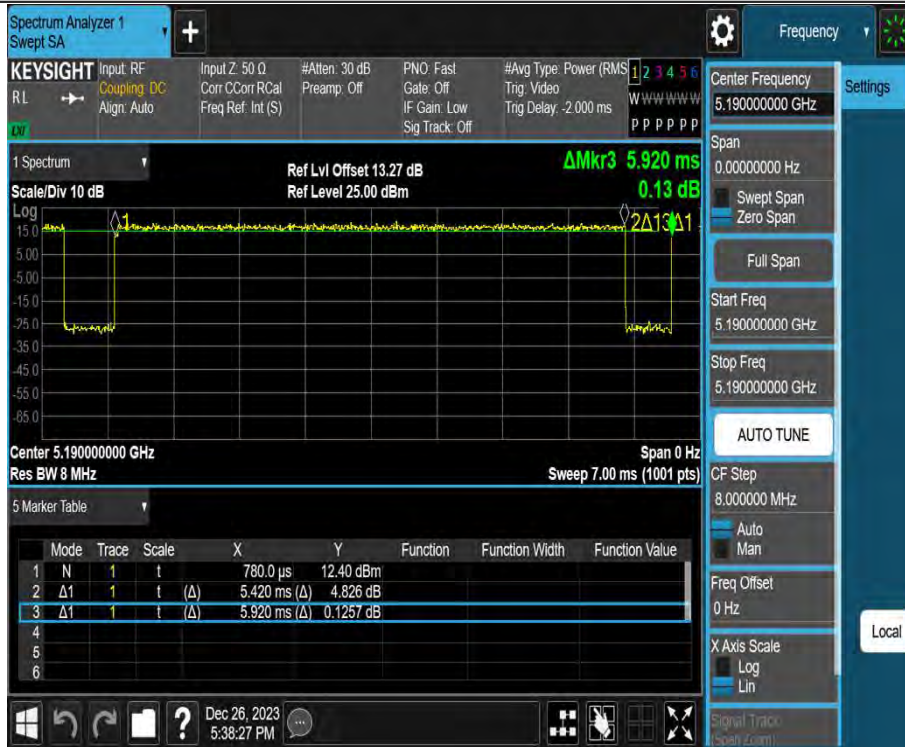 Spectrum Analyzer 1
Swept SA
+
Frequency
KEYSIGHT
RL
LXI
Input: RF
Coupling: DC
Align: Auto
Input Z: 50 Ω
Corr CCorr RCal
Freq Ref: Int (S)
#Atten: 30 dB
Preamp: Off
PNO: Fast
Gate: Off
IF Gain: Low
Sig Track: Off
#Avg Type: Power (RMS
Trig: Video
Trig Delay: -2.000 ms
1 2 3 4 5 6
W W W W W W
P P P P P P
1 Spectrum
Scale/Div 10 dB
Ref Lvl Offset 13.27 dB
Ref Level 25.00 dBm
ΔMkr3 5.920 ms
0.13 dB
Log
15.0
5.00
-5.00
-15.0
-25.0
-35.0
-45.0
-55.0
-65.0
1
2Δ13Δ1
Center 5.190000000 GHz
Span 0 Hz
Res BW 8 MHz
Sweep 7.00 ms (1001 pts)
5 Marker Table
Mode Trace Scale X Y Function Function Width Function Value
1 N 1 t 780.0 µs 12.40 dBm
2 Δ1 1 t (Δ) 5.420 ms (Δ) 4.826 dB
3 Δ1 1 t (Δ) 5.920 ms (Δ) 0.1257 dB
4
5
6
Dec 26, 2023
5:38:27 PM
?
Center Frequency
5.190000000 GHz
Span
0.00000000 Hz
Swept Span
Zero Span
Full Span
Start Freq
5.190000000 GHz
Stop Freq
5.190000000 GHz
AUTO TUNE
CF Step
8.000000 MHz
Auto
Man
Freq Offset
0 Hz
X Axis Scale
Log
Lin
Signal Track
(Span Zoom)
Settings
Local